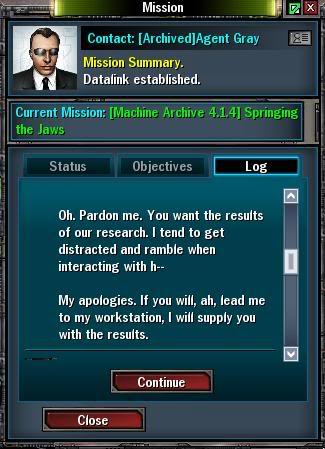 Mission
Contact: [Archived]Agent Gray
Mission Summary.
Datalink established.
Current Mission: [Machine Archive 4.1.4] Springing
the Jaws
Status
Objectives
Log
Oh. Pardon me. You want the results
of our research. I tend to get
distracted and ramble when
interacting with h--
My apologies. If you will, ah, lead me
to my workstation, I will supply you
with the results.
Continue
Close